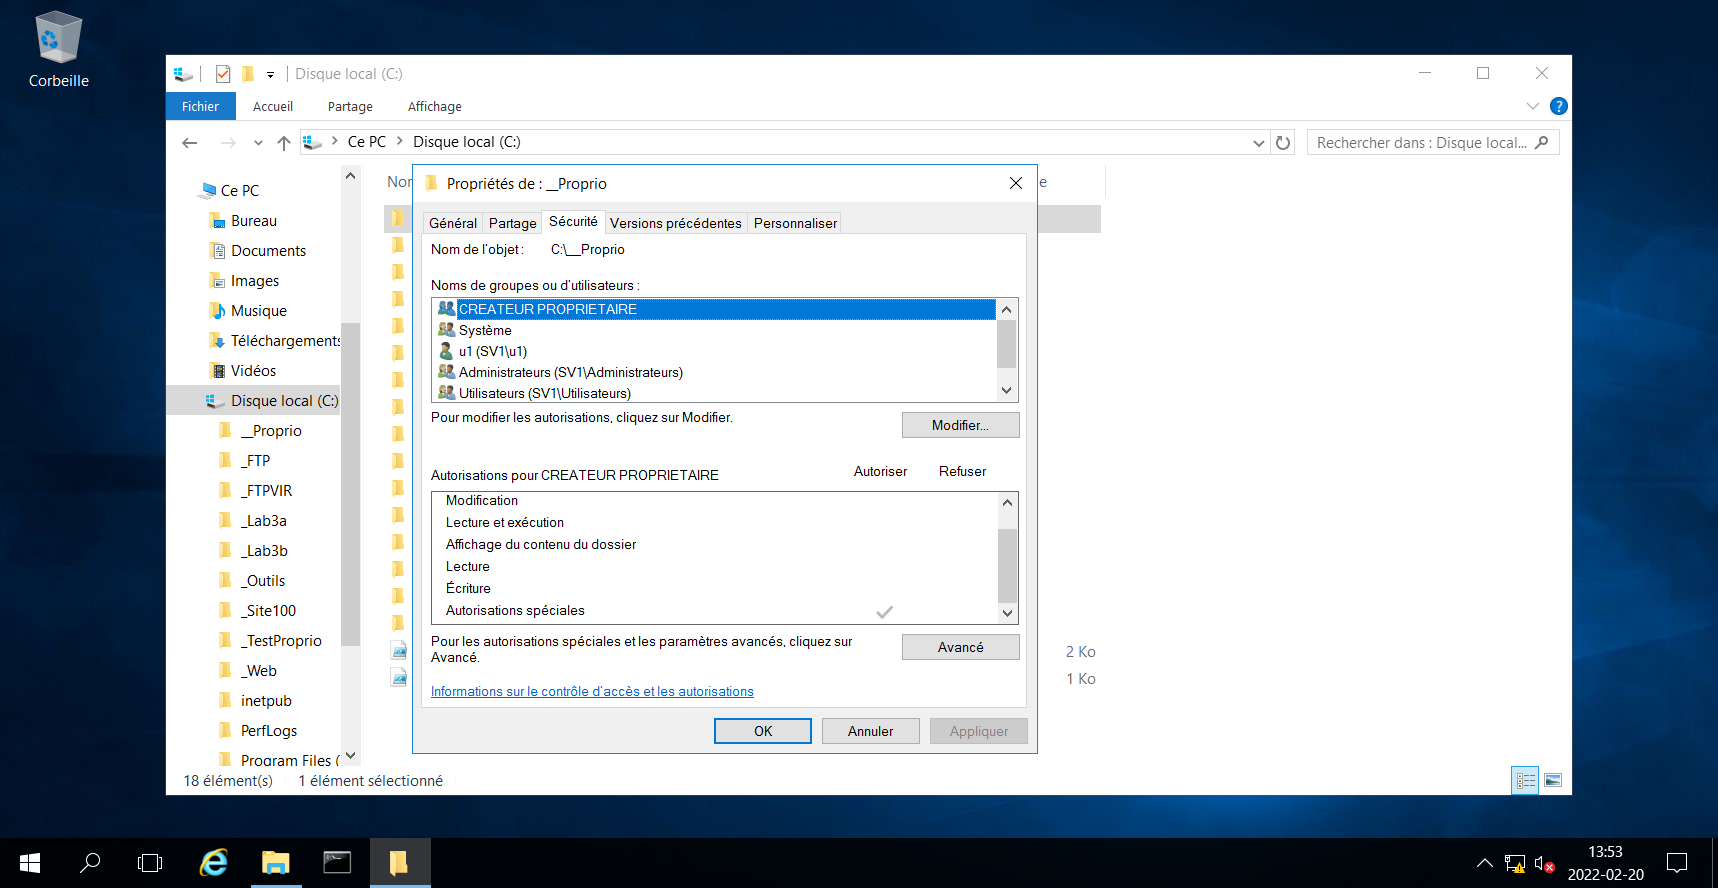 Corbeille
Disque local (C:)
Fichier
Accueil
Partage
Affichage
Ce PC
Disque local (C:)
Rechercher dans : Disque local...
Ce PC
Bureau
Documents
Images
Musique
Téléchargements
Vidéos
Disque local (C:)
__Proprio
_FTP
_FTPVIR
_Lab3a
_Lab3b
_Outils
_Site100
_TestProprio
_Web
inetpub
PerfLogs
Program Files (
Propriétés de : __Proprio
Général
Partage
Sécurité
Versions précédentes
Personnaliser
Nom de l'objet : C:\__Proprio
Noms de groupes ou d'utilisateurs :
CREATEUR PROPRIETAIRE
Système
u1 (SV1\u1)
Administrateurs (SV1\Administrateurs)
Utilisateurs (SV1\Utilisateurs)
Pour modifier les autorisations, cliquez sur Modifier.
Modifier...
Autorisations pour CREATEUR PROPRIETAIRE
Autoriser
Refuser
Modification
Lecture et exécution
Affichage du contenu du dossier
Lecture
Écriture
Autorisations spéciales
Pour les autorisations spéciales et les paramètres avancés, cliquez sur
Avancé.
Avancé
Informations sur le contrôle d'accès et les autorisations
OK
Annuler
Appliquer
2 Ko
1 Ko
18 élément(s)
1 élément sélectionné
13:53
2022-02-20